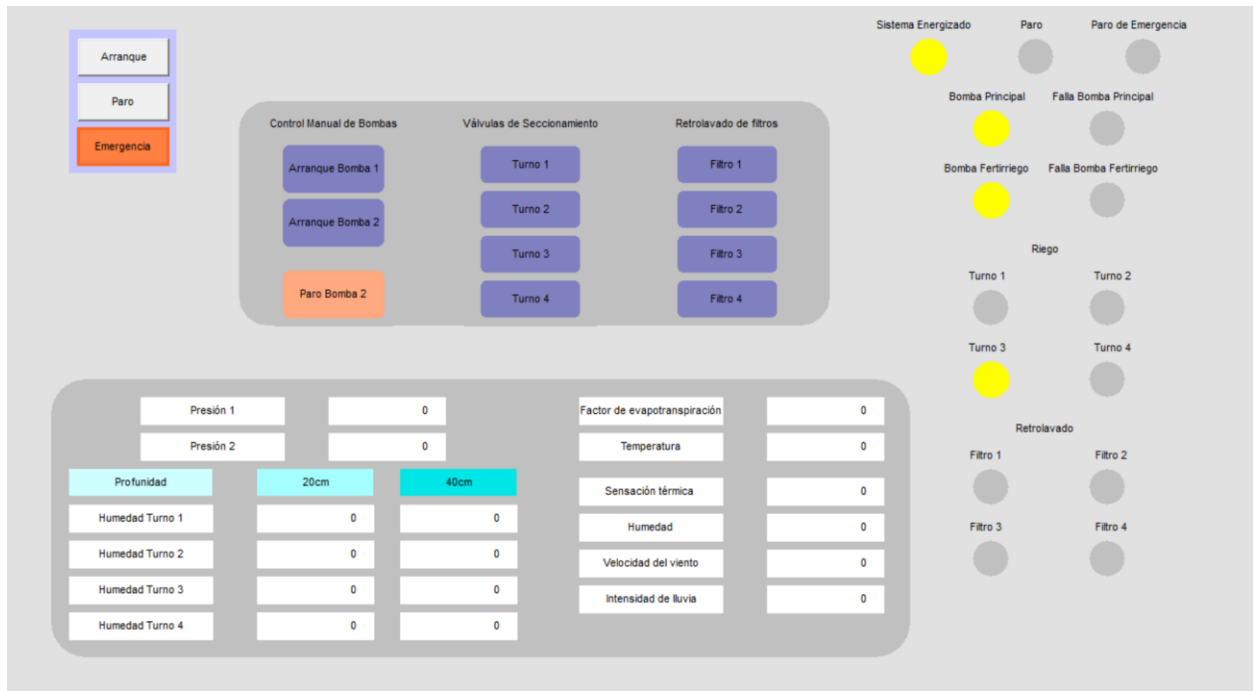 Arranque
Paro
Emergencia
Control Manual de Bombas
Arranque Bomba 1
Arranque Bomba 2
Paro Bomba 2
Válvulas de Seccionamiento
Turno 1
Turno 2
Turno 3
Turno 4
Retrolavado de filtros
Filtro 1
Filtro 2
Filtro 3
Filtro 4
Sistema Energizado Paro Paro de Emergencia
Bomba Principal Falla Bomba Principal
Bomba Fertirriego Falla Bomba Fertirriego
Riego
Turno 1 Turno 2
Turno 3 Turno 4
Retrolavado
Filtro 1 Filtro 2
Filtro 3 Filtro 4
Presión 1 0
Presión 2 0
Profunidad 20cm 40cm
Humedad Turno 1 0 0
Humedad Turno 2 0 0
Humedad Turno 3 0 0
Humedad Turno 4 0 0
Factor de evapotranspiración 0
Temperatura 0
Sensación térmica 0
Humedad 0
Velocidad del viento 0
Intensidad de lluvia 0